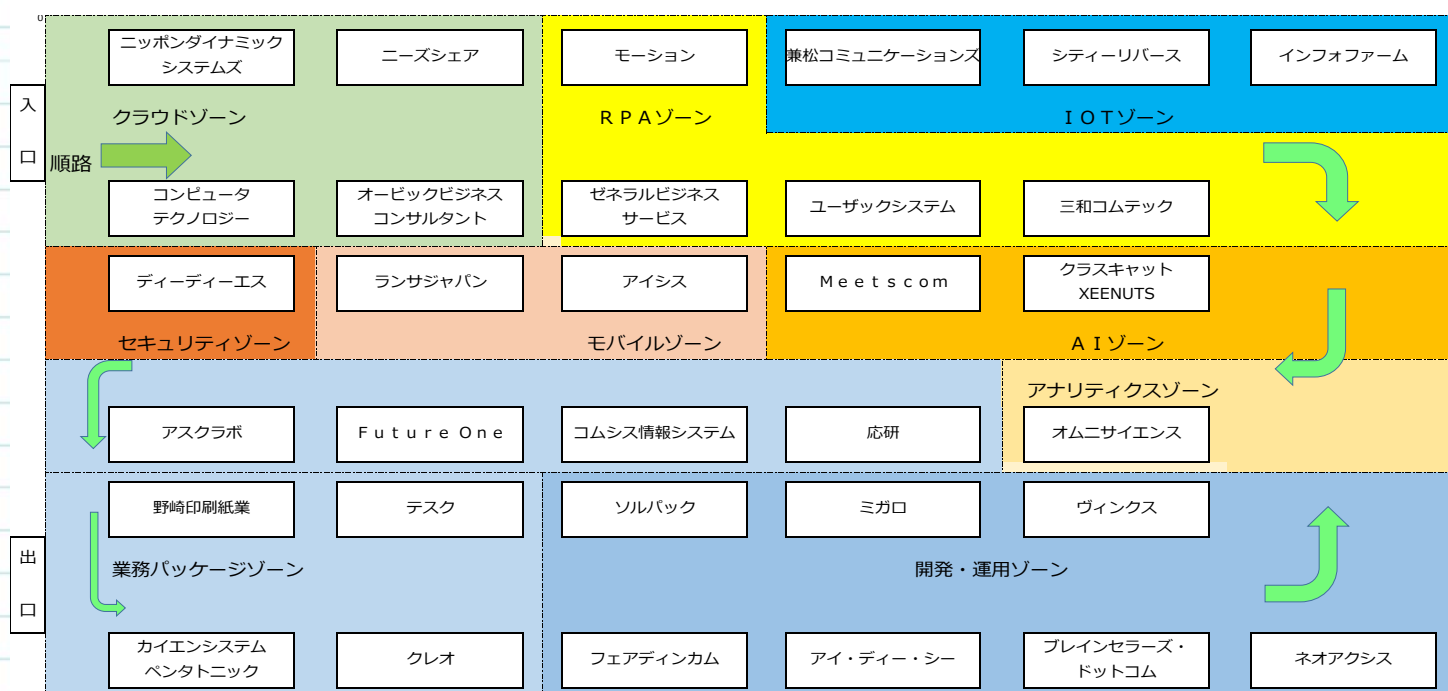 ニッポンダイナミック
システムズ
ニーズシェア
モーション
兼松コミュニケーションズ
シティーリバース
インフォファーム
入
口
クラウドゾーン
ＲＰＡゾーン
ＩＯＴゾーン
順路
コンピュータ
テクノロジー
オービックビジネス
コンサルタント
ゼネラルビジネス
サービス
ユーザックシステム
三和コムテック
ディーディーエス
ランサジャパン
アイシス
Ｍｅｅｔｓｃｏｍ
クラスキャット
XEENUTS
セキュリティゾーン
モバイルゾーン
ＡＩゾーン
アナリティクスゾーン
アスクラボ
Ｆｕｔｕｒｅ Ｏｎｅ
コムシス情報システム
応研
オムニサイエンス
野崎印刷紙業
テスク
ソルパック
ミガロ
ヴィンクス
出
口
業務パッケージゾーン
開発・運用ゾーン
カイエンシステム
ペンタトニック
クレオ
フェアディンカム
アイ・ディー・シー
ブレインセラーズ・
ドットコム
ネオアクシス